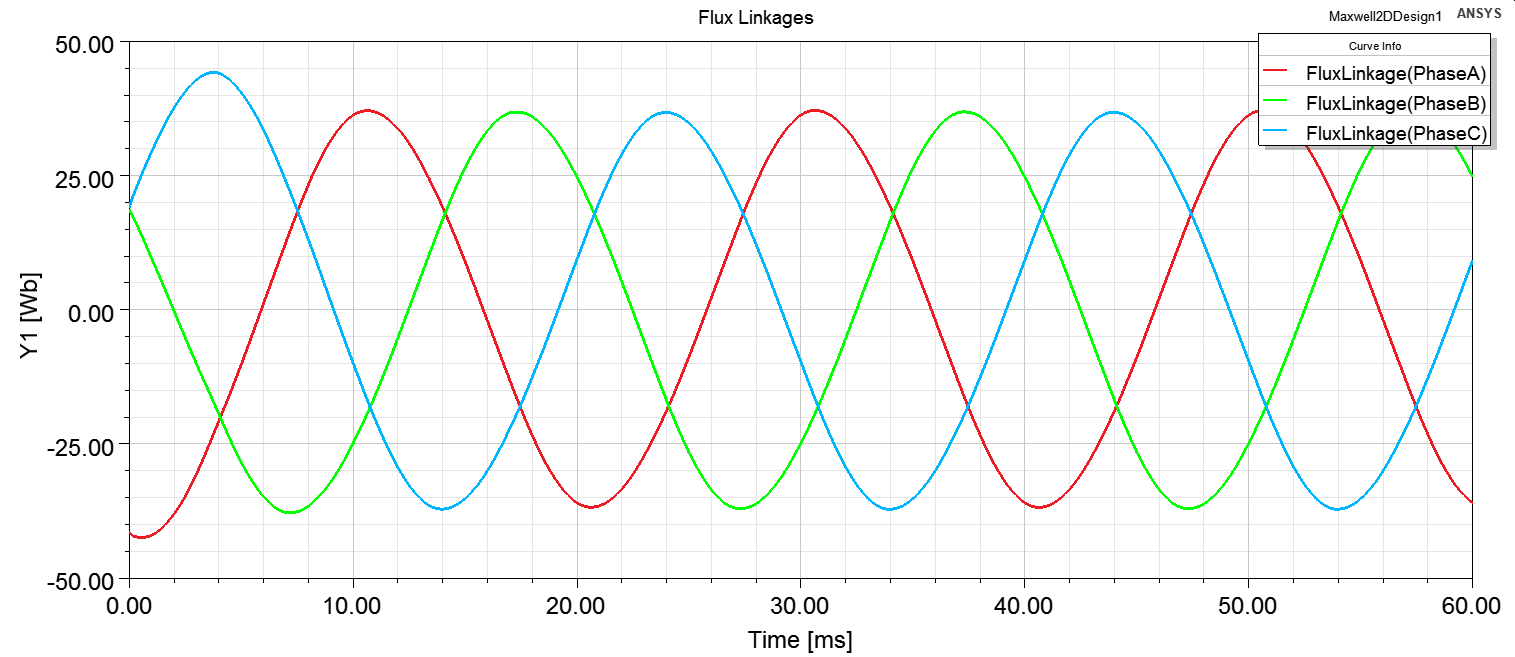 Flux Linkages
Maxwell2DDesign1 ANSYS
Curve Info
FluxLinkage(PhaseA)
FluxLinkage(PhaseB)
FluxLinkage(PhaseC)
50.00
25.00
0.00
-25.00
-50.00
Y1 [Wb]
0.00 10.00 20.00 30.00 40.00 50.00 60.00
Time [ms]